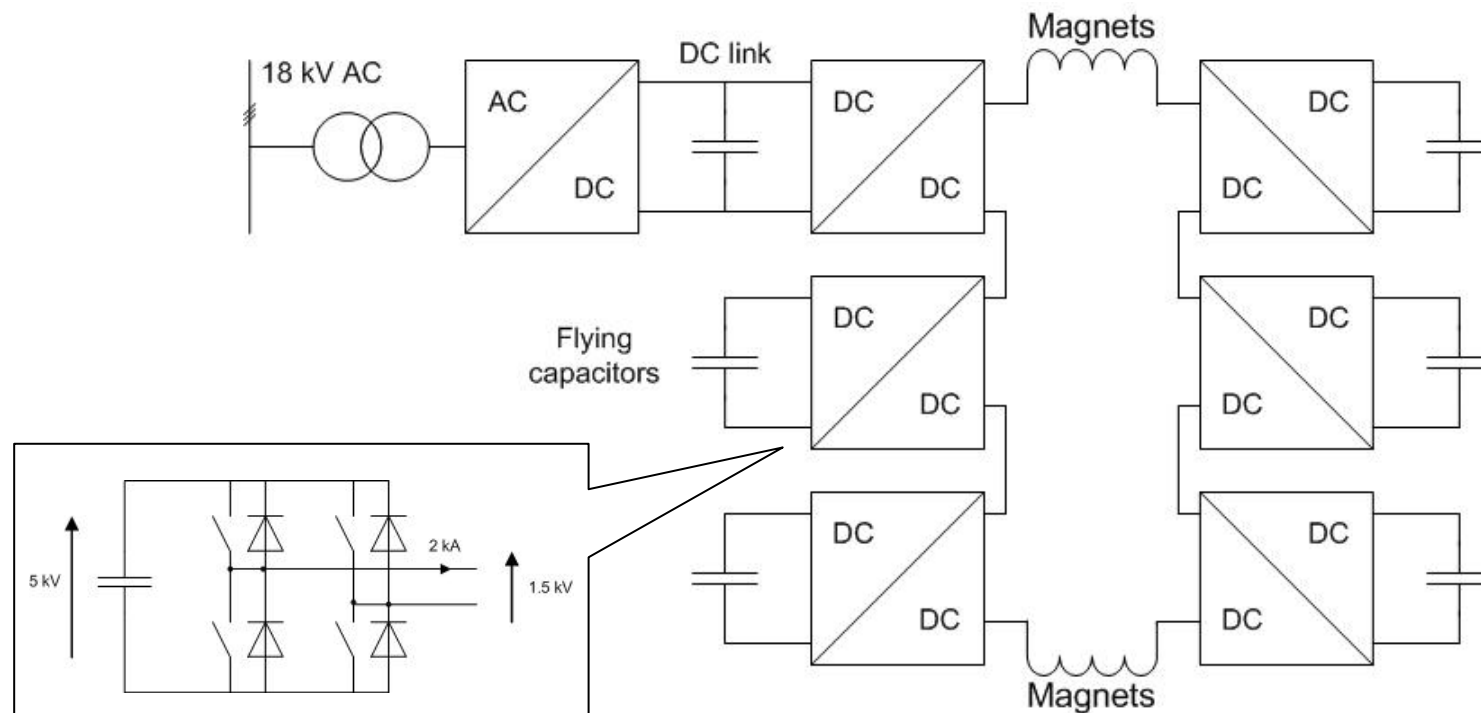 Magnets
18 kV AC
DC link
AC
DC
DC
DC
DC
DC
Flying
capacitors
DC
DC
DC
DC
5 kV
2 kA
1.5 kV
DC
DC
DC
DC
Magnets